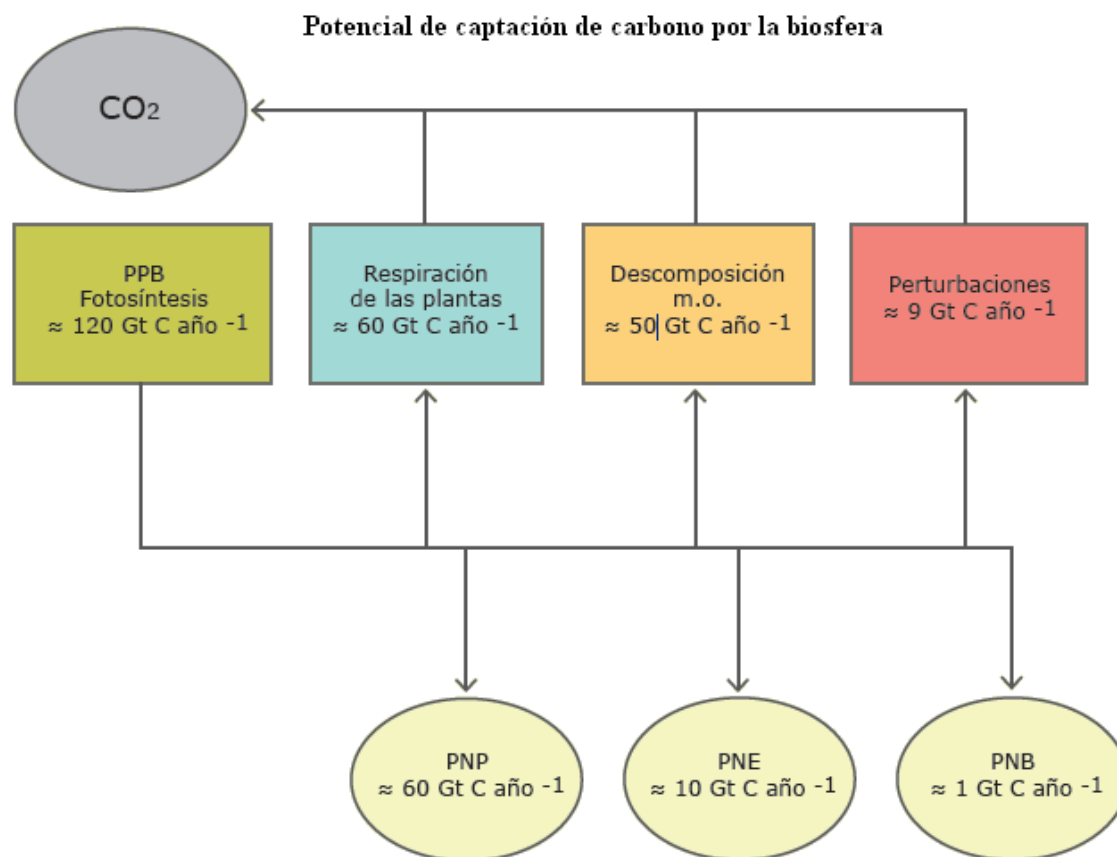 Potencial de captación de carbono por la biosfera
CO₂
PPB
Fotosíntesis
≈ 120 Gt C año -1
Respiración
de las plantas
≈ 60 Gt C año -1
Descomposición
m.o.
≈ 50 Gt C año -1
Perturbaciones
≈ 9 Gt C año -1
PNP
≈ 60 Gt C año -1
PNE
≈ 10 Gt C año -1
PNB
≈ 1 Gt C año -1